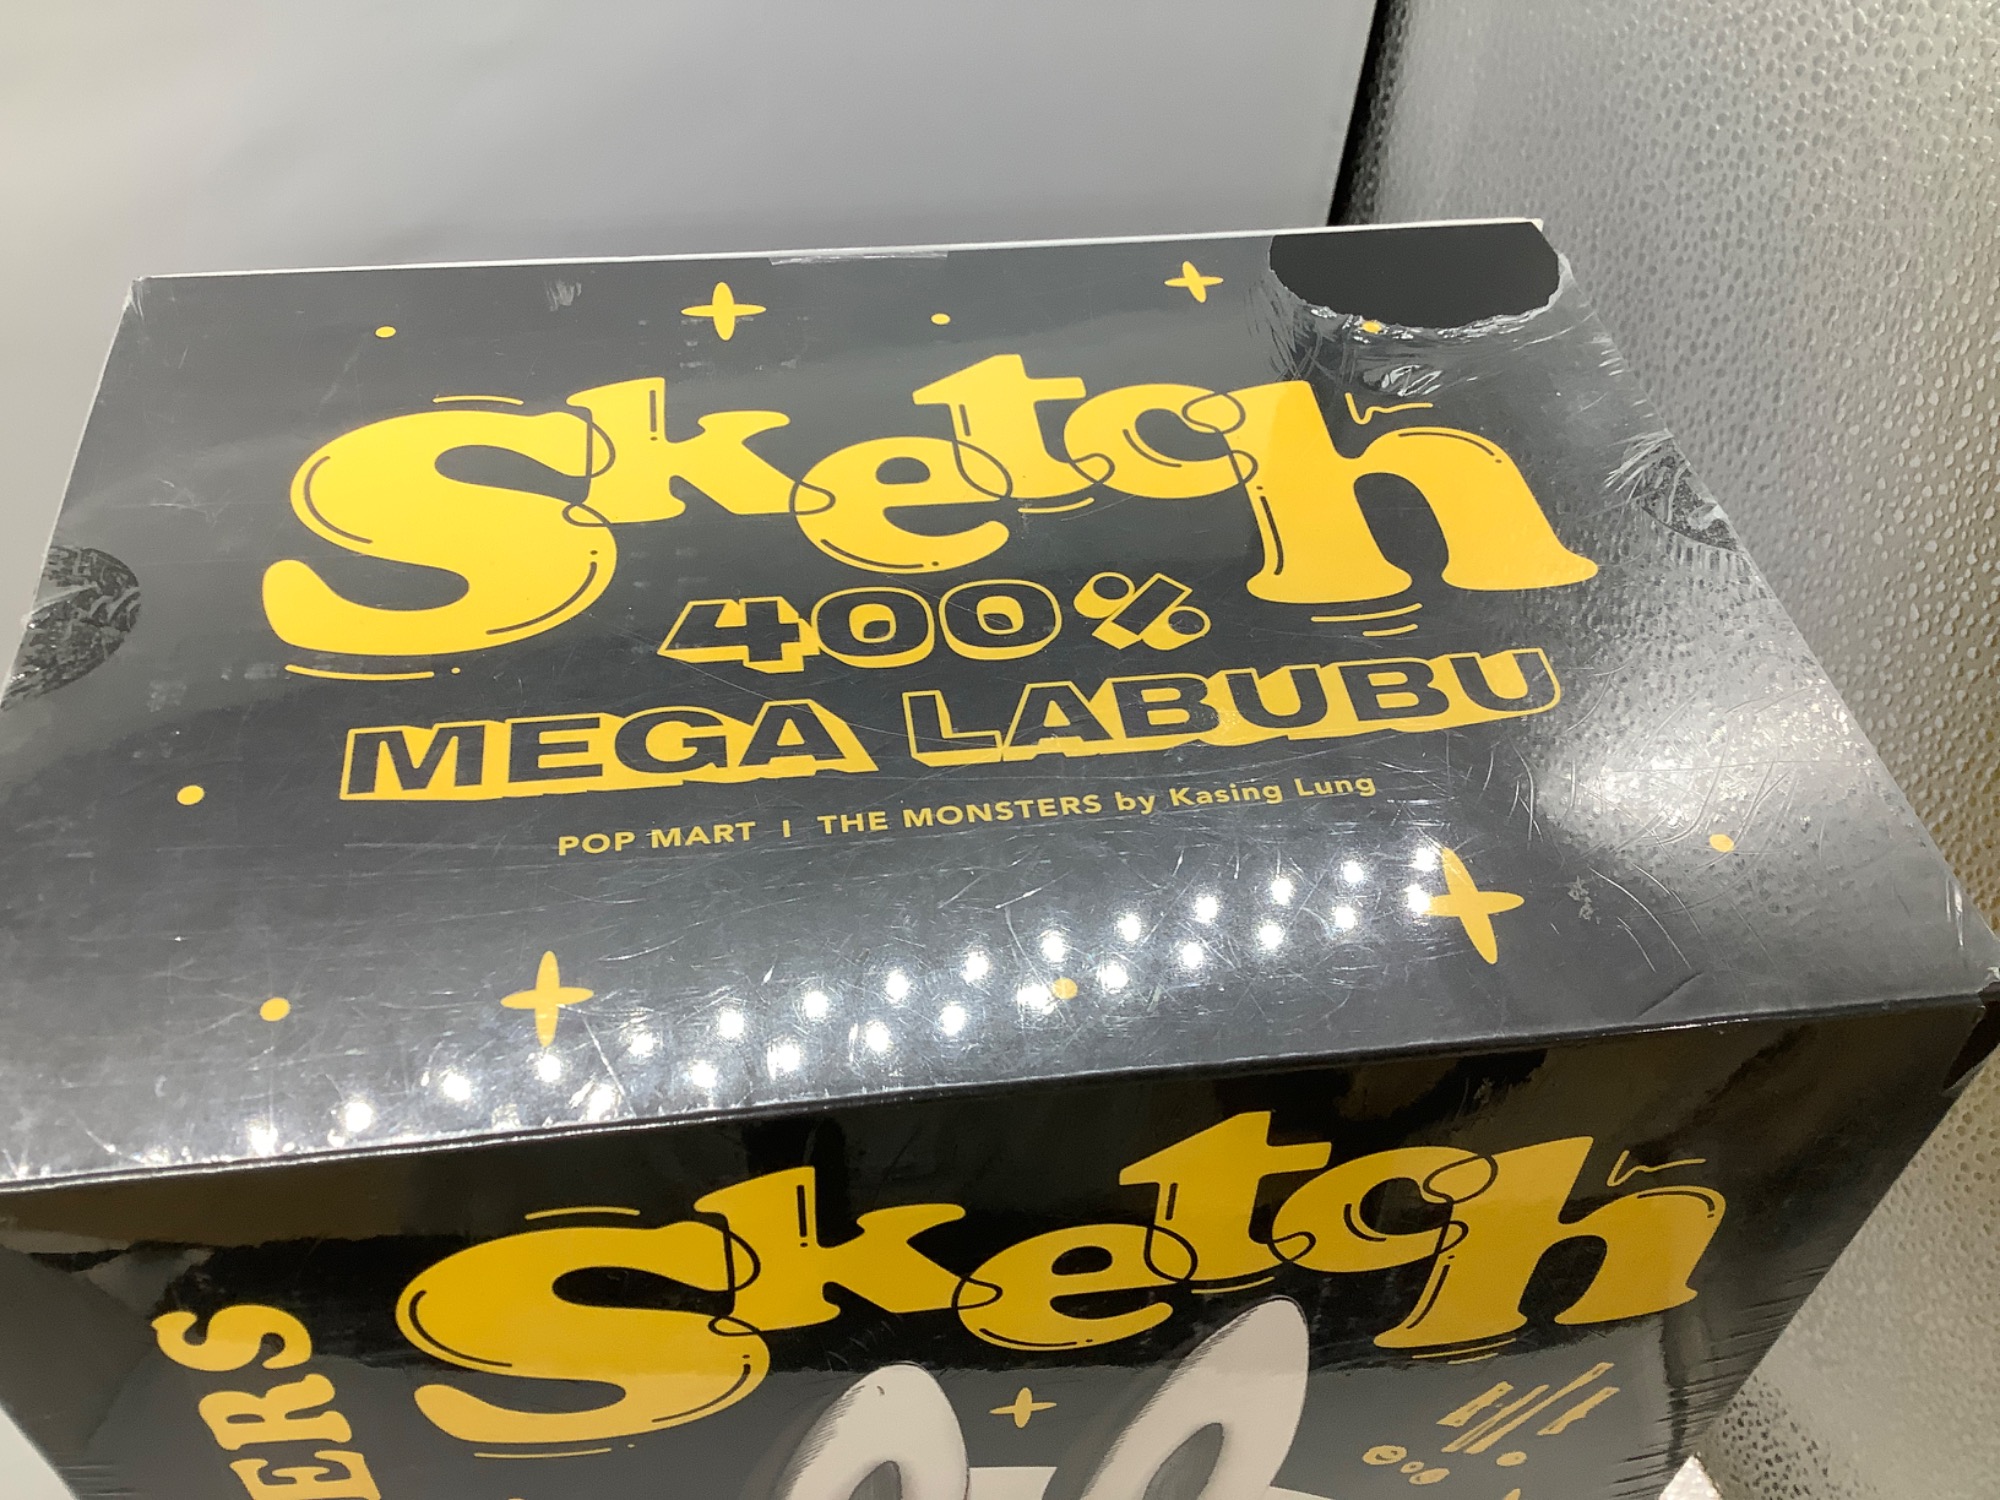 Sketch
400%
MEGA LABUBU
POP MART | THE MONSTERS by Kasing Lung
Sketch
ERS